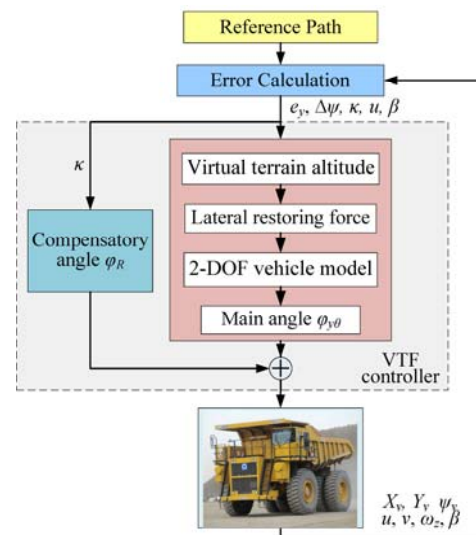 Reference Path
Error Calculation
e_y, Δψ, κ, u, β
κ
Virtual terrain altitude
Lateral restoring force
Compensatory
angle φ_R
2-DOF vehicle model
Main angle φ_yθ
+
VTF
controller
X_v, Y_v ψ_v
u, v, ω_z, β